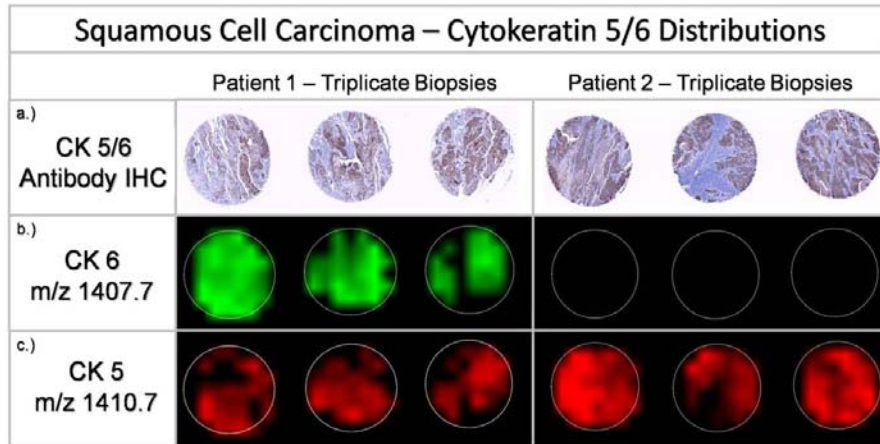 Squamous Cell Carcinoma – Cytokeratin 5/6 Distributions
Patient 1 – Triplicate Biopsies
Patient 2 – Triplicate Biopsies
a.)
CK 5/6
Antibody IHC
b.)
CK 6
m/z 1407.7
c.)
CK 5
m/z 1410.7